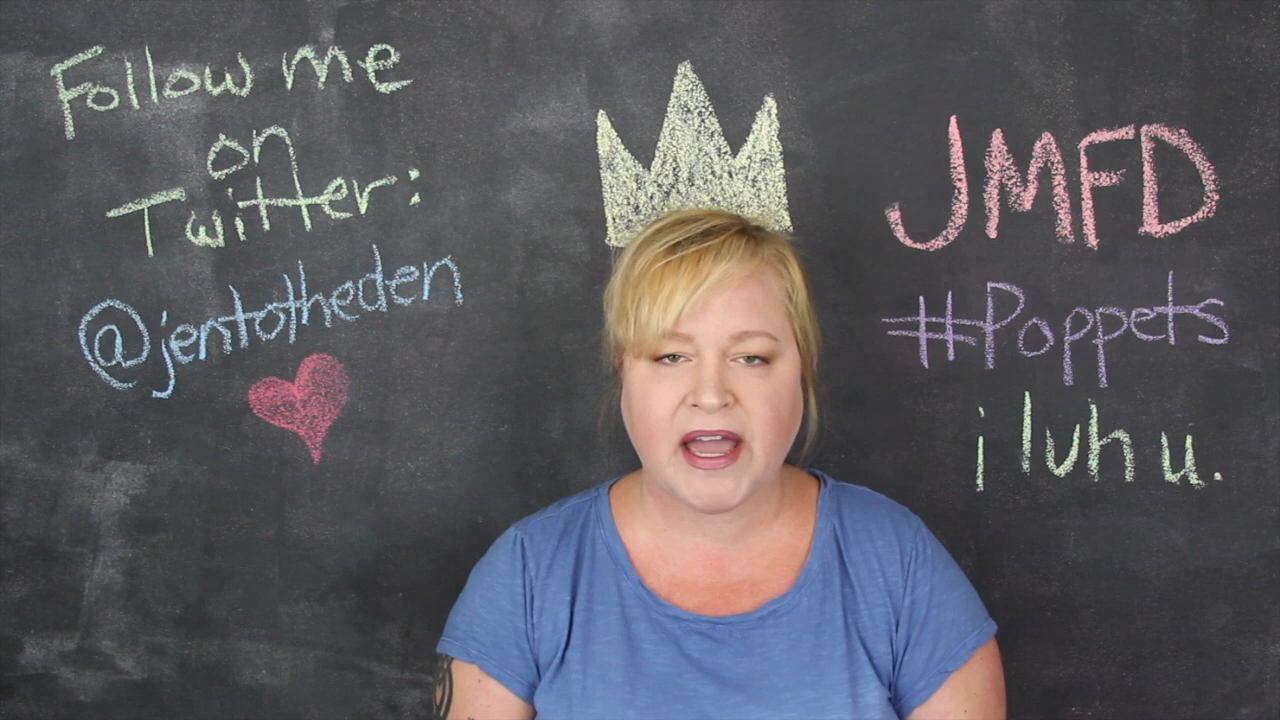 Follow me
on
Twitter:
@jentotheden
JMFD
#Poppets
i luh u.